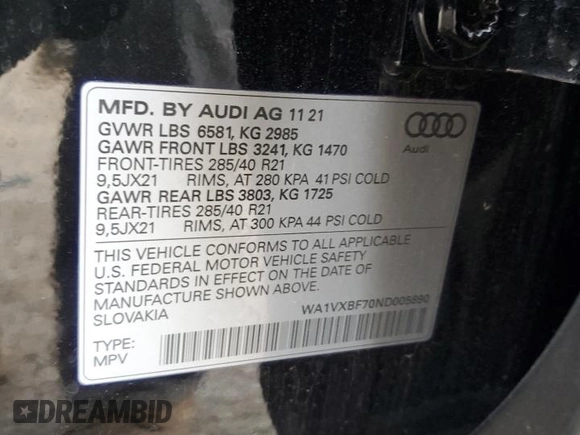 MFD. BY AUDI AG 11 21
GVWR LBS 6581, KG 2985
GAWR FRONT LBS 3241, KG 1470
FRONT-TIRES 285/40 R21
9,5JX21 RIMS, AT 280 KPA 41 PSI COLD
GAWR REAR LBS 3803, KG 1725
REAR-TIRES 285/40 R21
9,5JX21 RIMS, AT 300 KPA 44 PSI COLD
THIS VEHICLE CONFORMS TO ALL APPLICABLE
U.S. FEDERAL MOTOR VEHICLE SAFETY
STANDARDS IN EFFECT ON THE DATE OF
MANUFACTURE SHOWN ABOVE.
SLOVAKIA
WA1VXBF70ND005890
TYPE:
MPV
Audi
DREAMBID